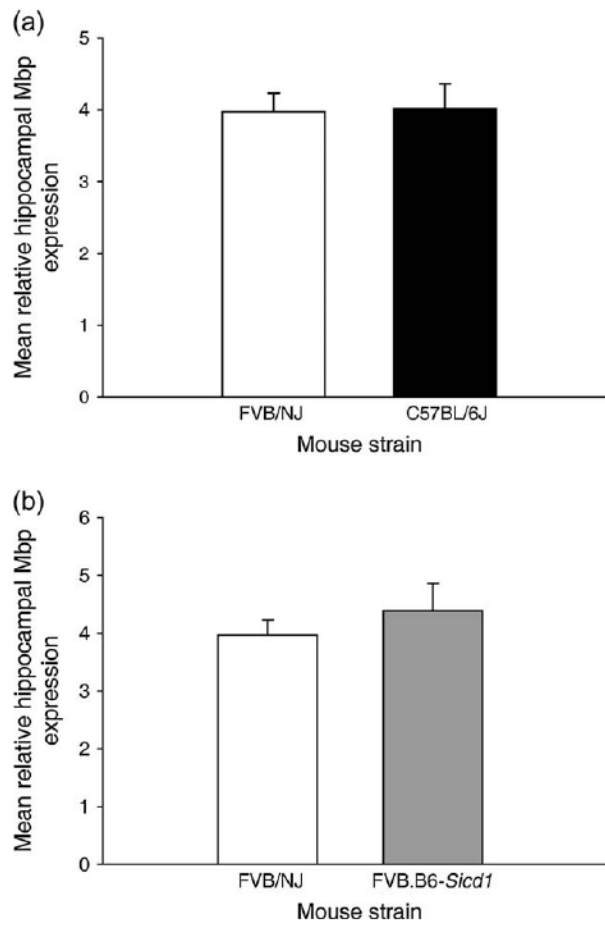 (a)
Mean relative hippocampal Mbp
expression
5
4
3
2
1
0
FVB/NJ
C57BL/6J
Mouse strain
(b)
Mean relative hippocampal Mbp
expression
6
5
4
3
2
1
0
FVB/NJ
FVB.B6-Sicd1
Mouse strain